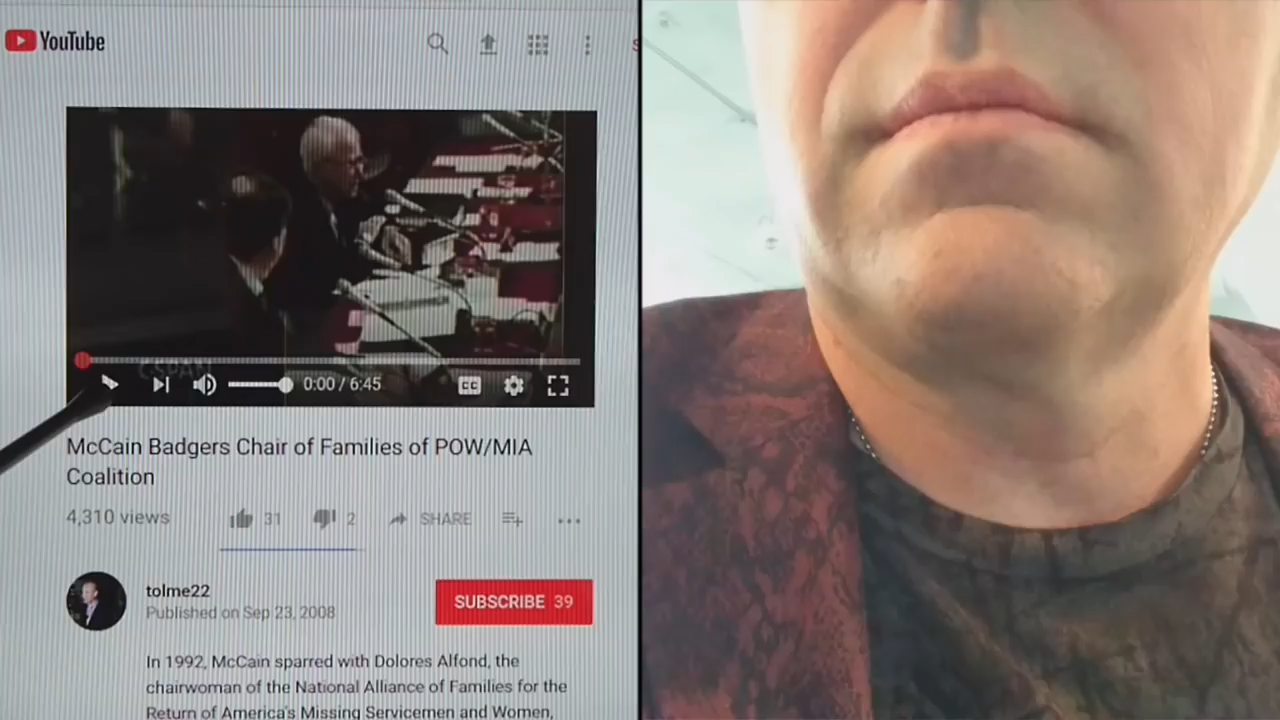 YouTube
CSPAN
0:00 / 6:45
CC
McCain Badgers Chair of Families of POW/MIA
Coalition
4,310 views
31
2
SHARE
tolme22
Published on Sep 23, 2008
SUBSCRIBE 39
In 1992, McCain sparred with Dolores Alfond, the
chairwoman of the National Alliance of Families for the
Return of America's Missing Servicemen and Women,